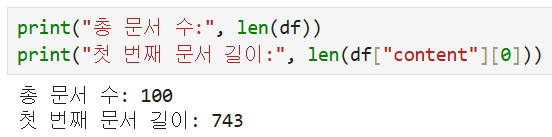 print("총 문서 수:", len(df))
print("첫 번째 문서 길이:", len(df["content"][0]))
총 문서 수: 100
첫 번째 문서 길이: 743